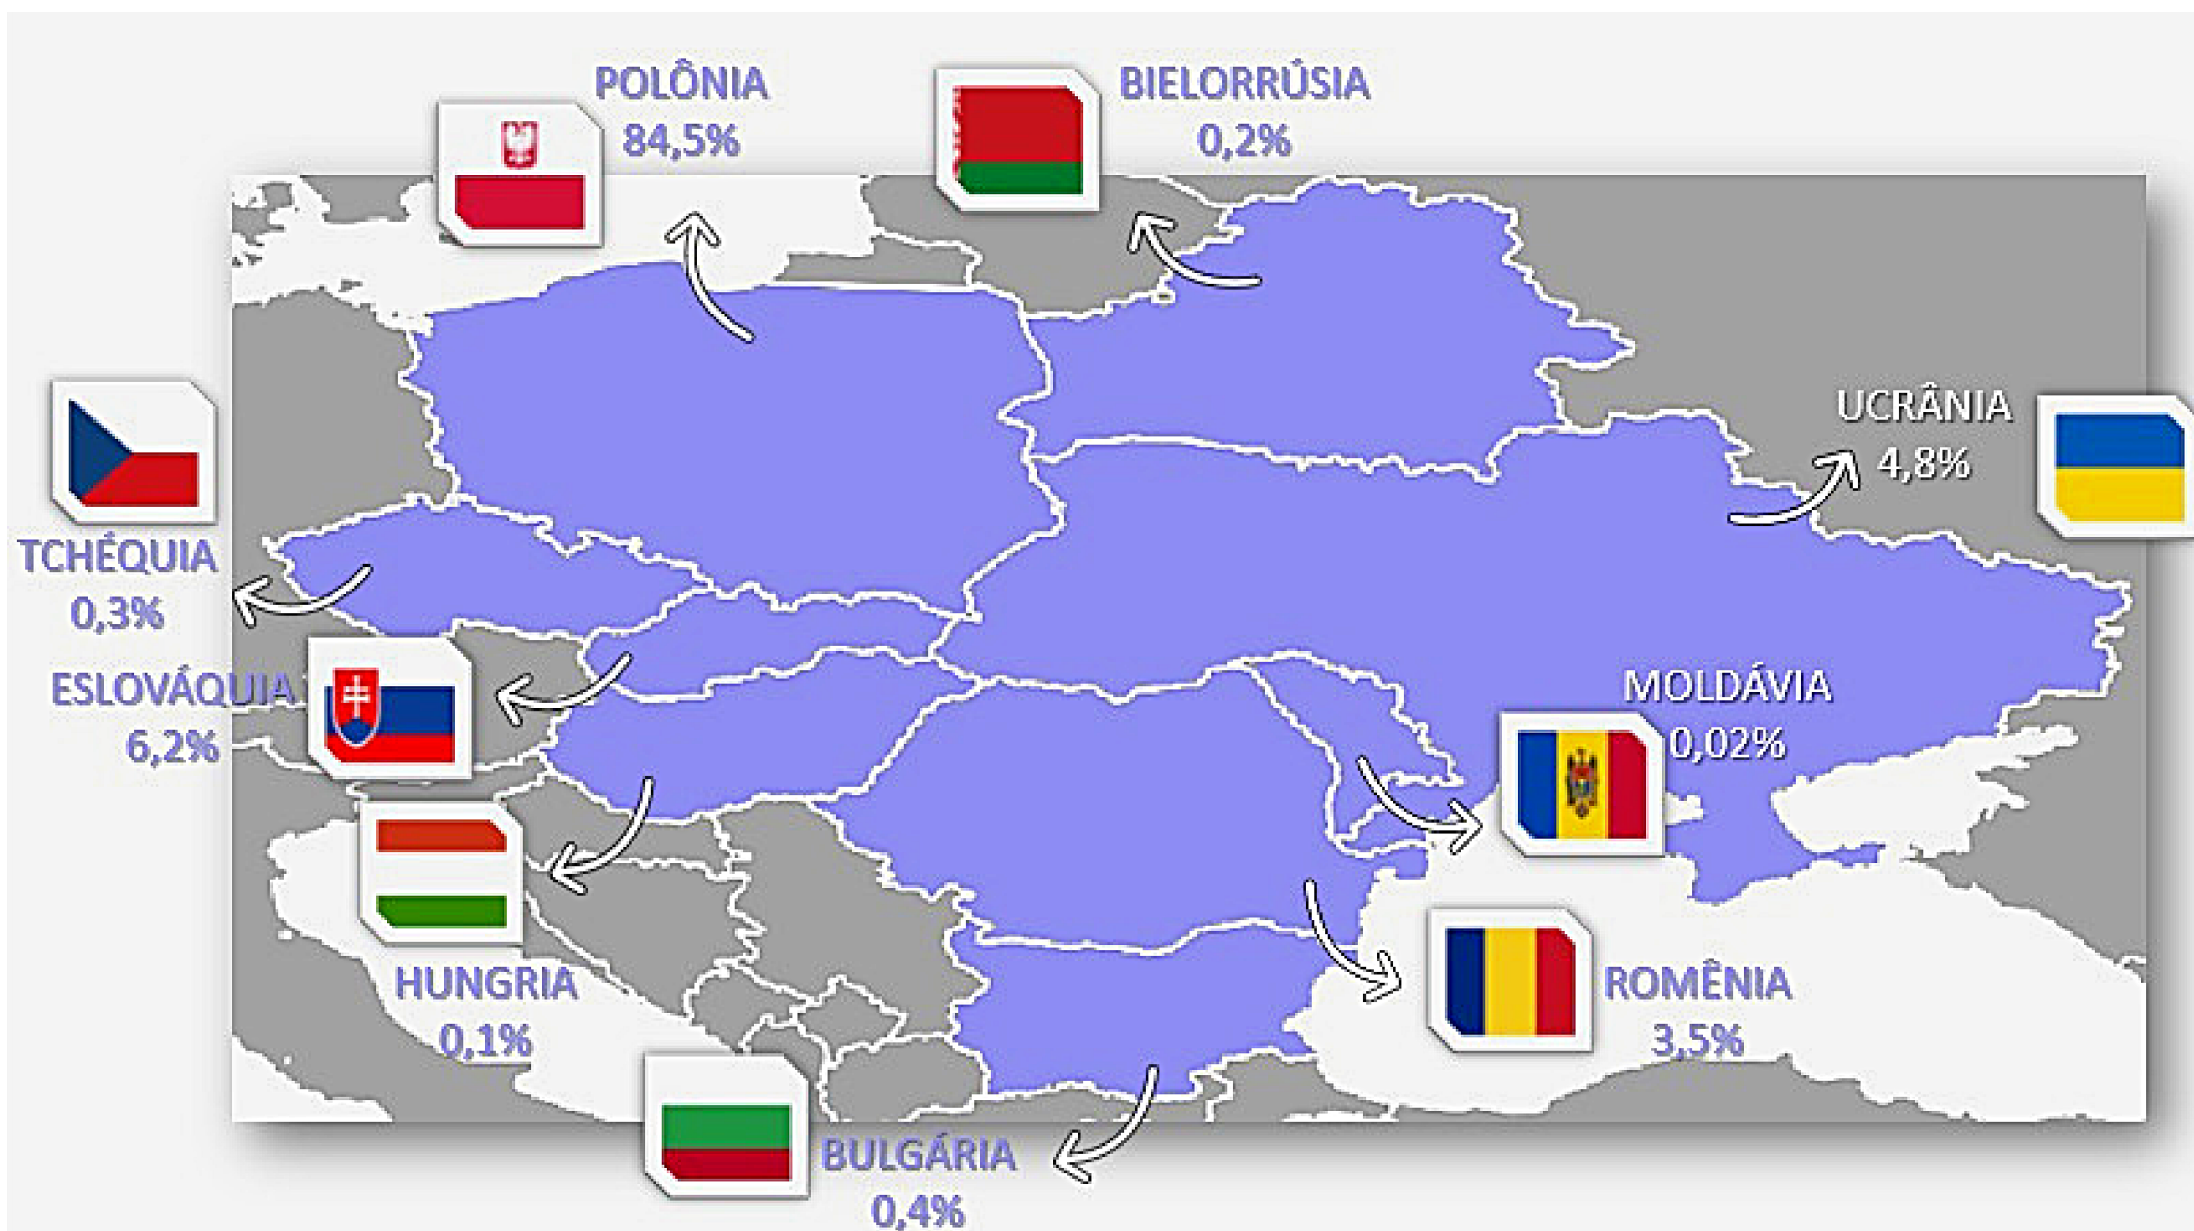 POLÔNIA
84,5%
BIELORRÚSIA
0,2%
UCRÂNIA
4,8%
TCHÉQUIA
0,3%
ESLOVÁQUIA
6,2%
MOLDÁVIA
0,02%
HUNGRIA
0,1%
ROMÊNIA
3,5%
BULGÁRIA
0,4%